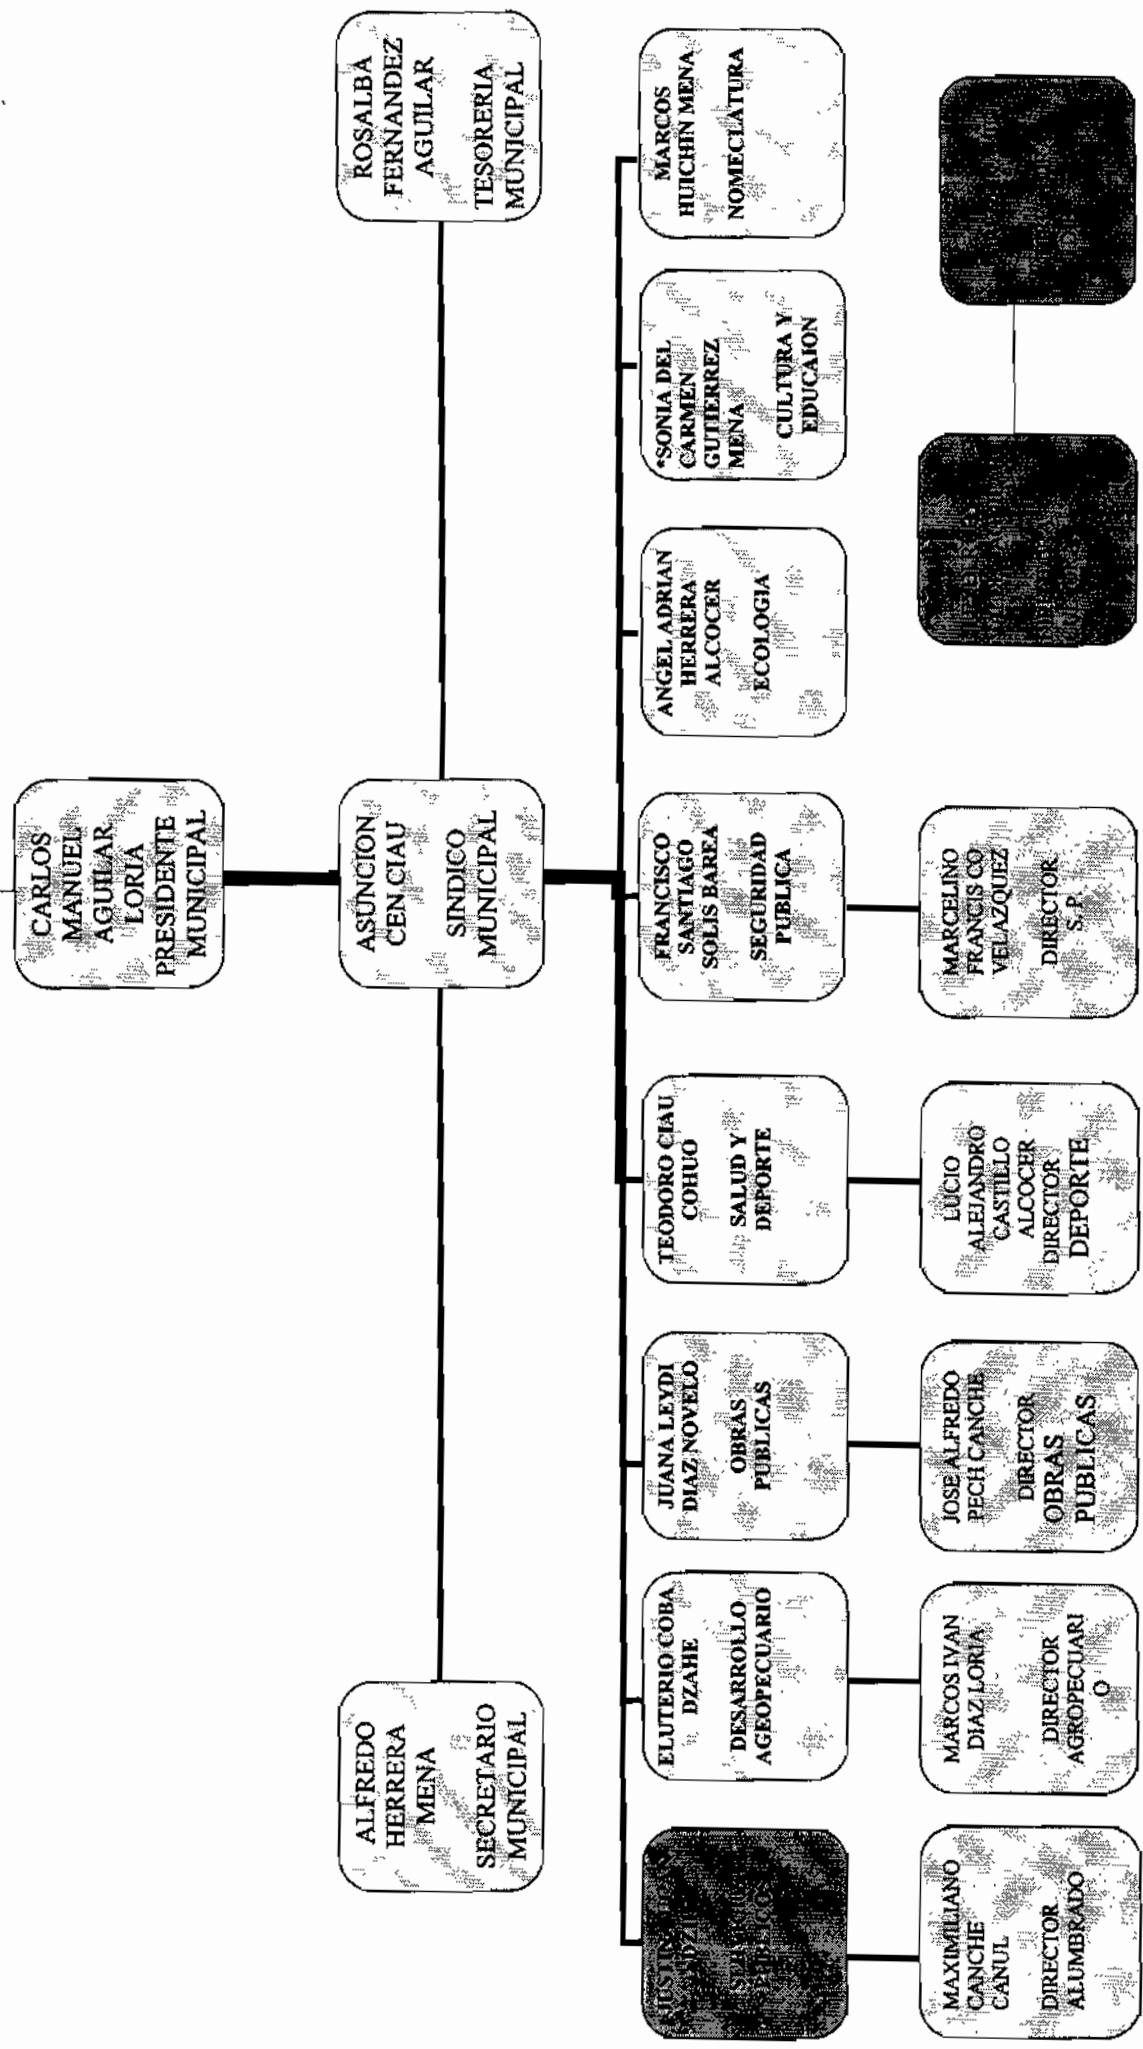 CARLOS
MANUEL
AGUILAR
LORIA
PRESIDENTE
MUNICIPAL
ALFREDO
HERRERA
MENA
SECRETARIO
MUNICIPAL
ASUNCION
CEN CIAU
SINDICO
MUNICIPAL
ROSALBA
FERNANDEZ
AGUILAR
TESORERIA
MUNICIPAL
ELUTERIO COBA
DZAHE
DESARROLLO
AGEOPECUARIO
JUANA LEYDI
DIAZ NOVELO
OBRAS
PUBLICAS
TEODORO CIAU
COHUO
SALUD Y
DEPORTE
FRANCISCO
SANTIAGO
SOLIS BAREA
SEGURIDAD
PUBLICA
ANGEL ADRIAN
HERRERA
ALCOCER
ECOLOGIA
*SONIA DEL
CARMEN
GUTIERREZ
MENA
CULTURA Y
EDUCAION
MARCOS
HUICHIN MENA
NOMECLATURA
MAXIMILIANO
CANCHE
CANUL
DIRECTOR
ALUMBRADO
MARCOS IVAN
DIAZ LORIA
DIRECTOR
AGROPECUARI
O
JOSE ALFREDO
PECH CANCHE
DIRECTOR
OBRAS
PUBLICAS
LUCIO
ALEJANDRO
CASTILLO
ALCOCER
DIRECTOR
DEPORTE
MARCELINO
FRANCIS CO
VELAZQUEZ
DIRECTOR
S. P.